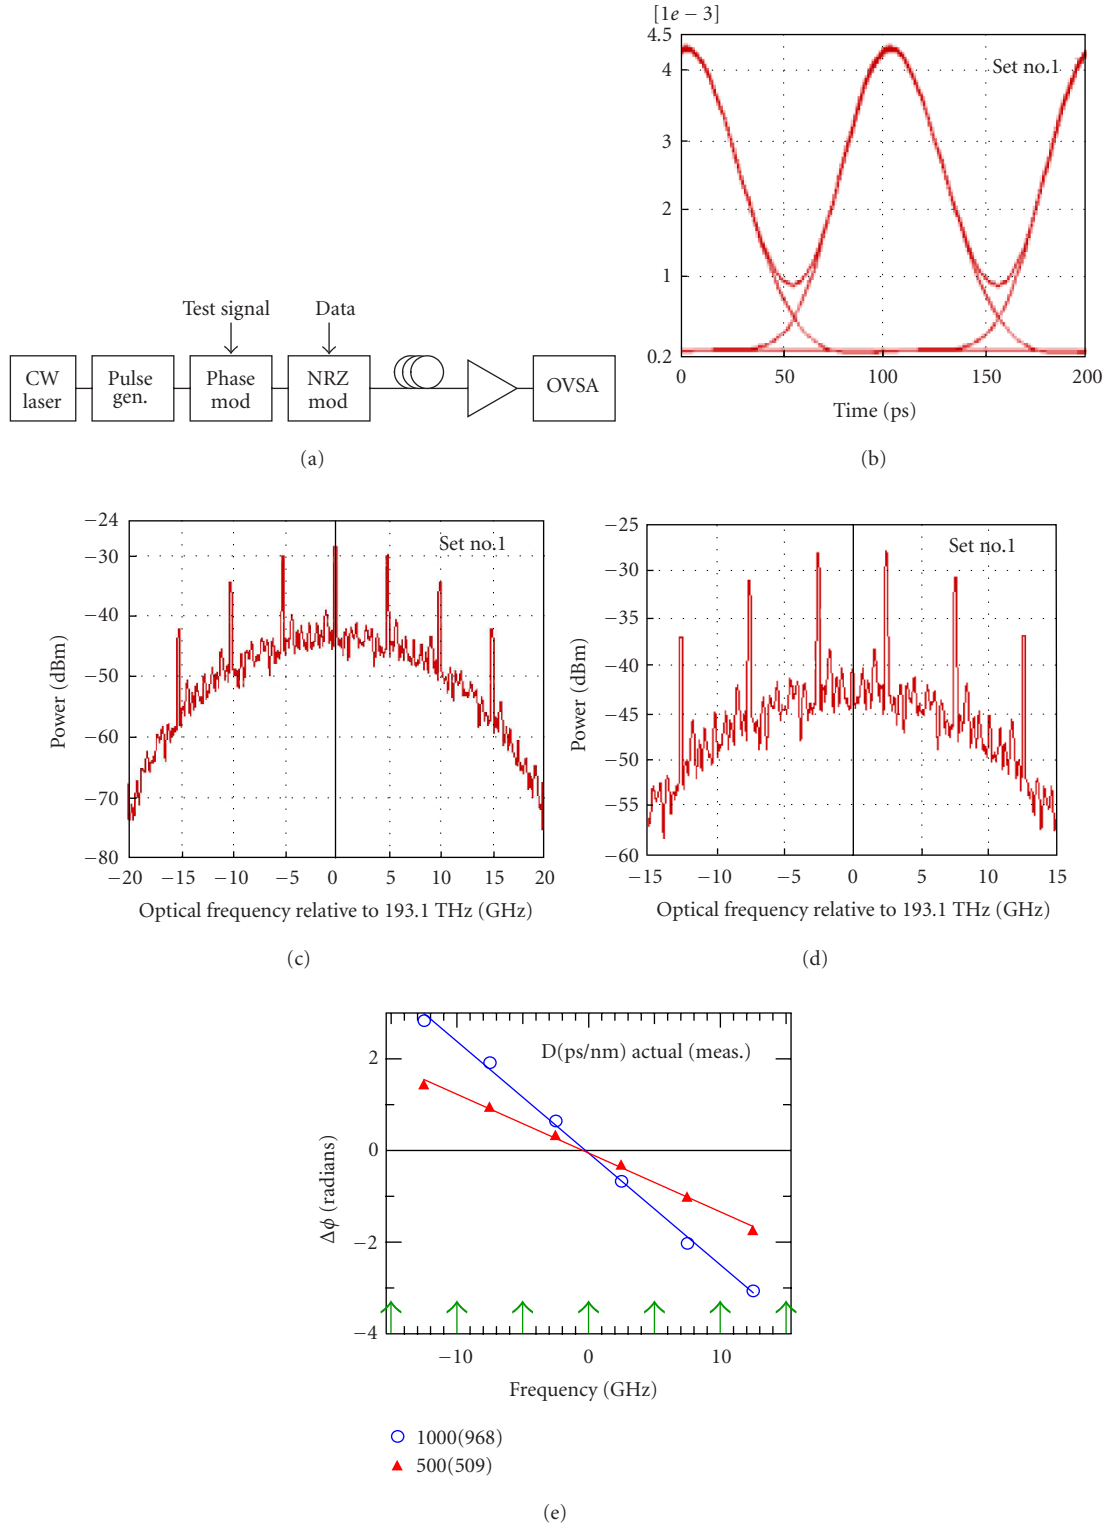 [1e − 3]
4.5
4
3
2
1
0.2
Set no.1
0 50 100 150 200
Time (ps)
(b)
Test signal Data
CW laser
Pulse gen.
Phase mod
NRZ mod
OVSA
(a)
−24
−30
−40
−50
−60
−70
−80
Power (dBm)
Set no.1
−20 −15 −10 −5 0 5 10 15 20
Optical frequency relative to 193.1 THz (GHz)
(c)
−25
−30
−35
−40
−45
−50
−55
−60
Power (dBm)
Set no.1
−15 −10 −5 0 5 10 15
Optical frequency relative to 193.1 THz (GHz)
(d)
D(ps/nm) actual (meas.)
2
0
−2
−4
Δϕ (radians)
−10 0 10
Frequency (GHz)
1000(968)
500(509)
(e)